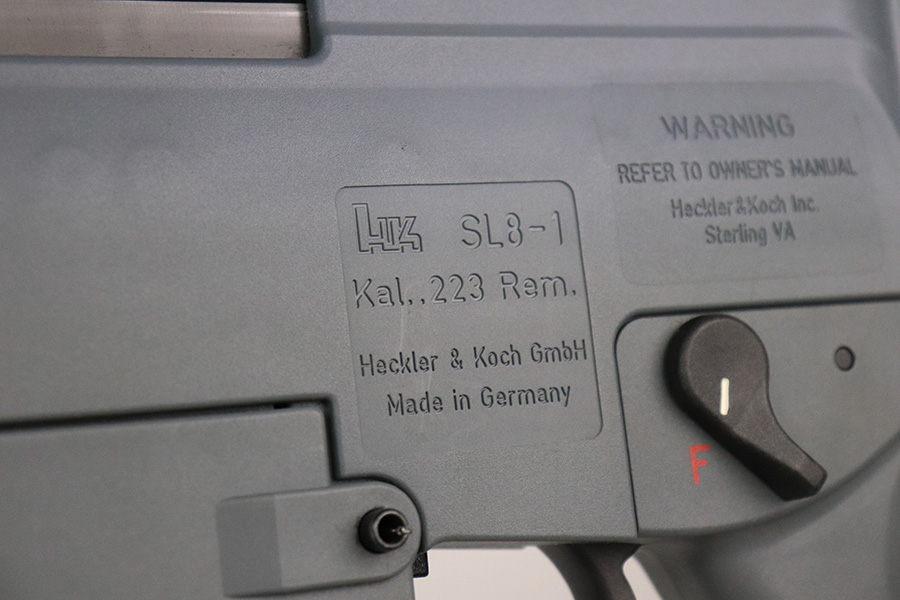 HK SL8-1
Kal. .223 Rem.
Heckler & Koch GmbH
Made in Germany
WARNING
REFER TO OWNER'S MANUAL
Heckler & Koch Inc.
Sterling VA
F